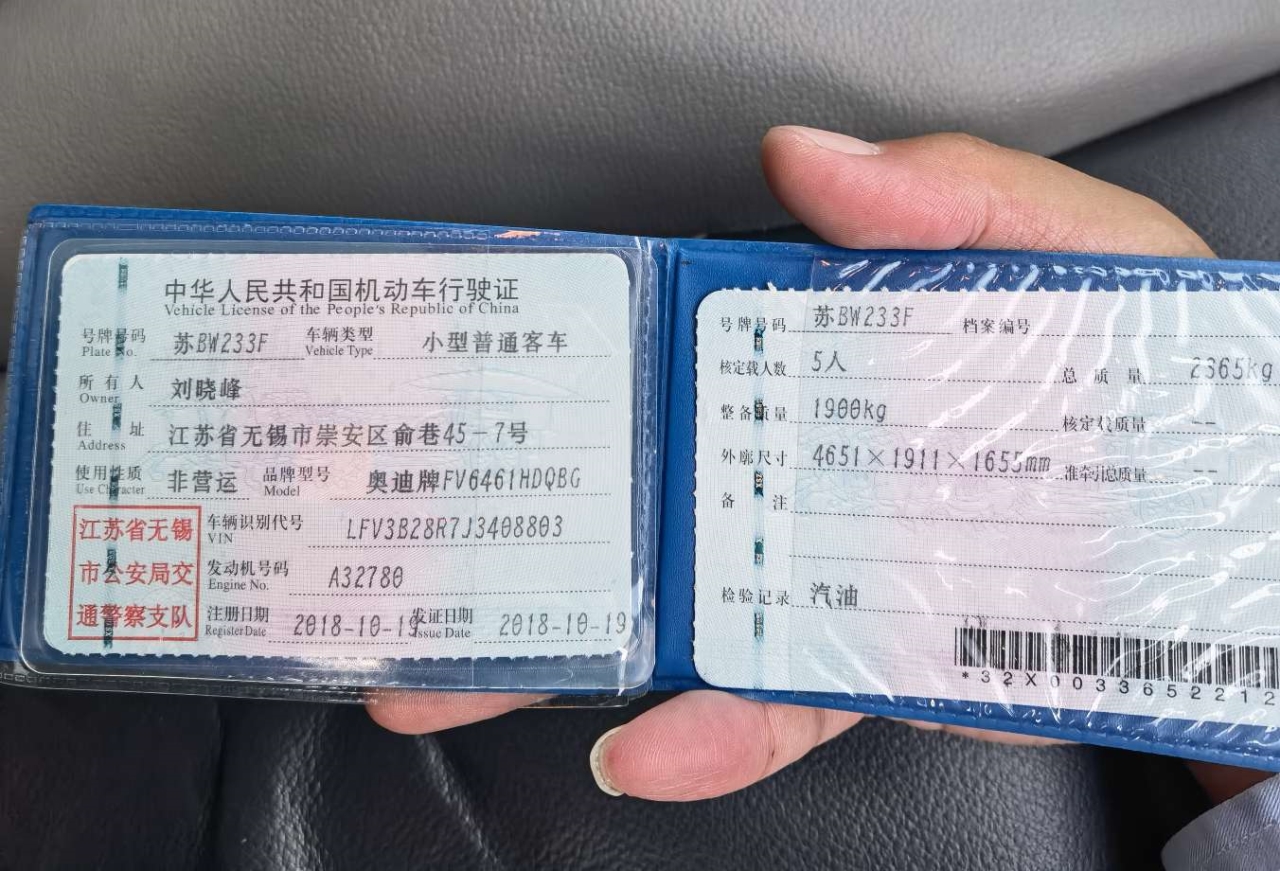 中华人民共和国机动车行驶证
Vehicle License of the People's Republic of China
号牌号码 苏BW233F 车辆类型 小型普通客车
Plate No. Vehicle Type
所有人 刘晓峰
Owner
住址 江苏省无锡市崇安区俞巷45-7号
Address
使用性质 非营运 品牌型号 奥迪牌FV6461HDQBG
Use Character Model
江苏省无锡
市公安局交
通警察支队
车辆识别代号 LFV3B28R7J3408803
VIN
发动机号码 A32780
Engine No.
注册日期 2018-10-19 发证日期 2018-10-19
Register Date Issue Date
号牌号码 苏BW233F 档案编号
核定载人数 5人 总质量 2365kg
整备质量 1900kg 核定载质量 --
外廓尺寸 4651×1911×1655mm 准牵引总质量 --
备注
检验记录 汽油
*32X0033652212